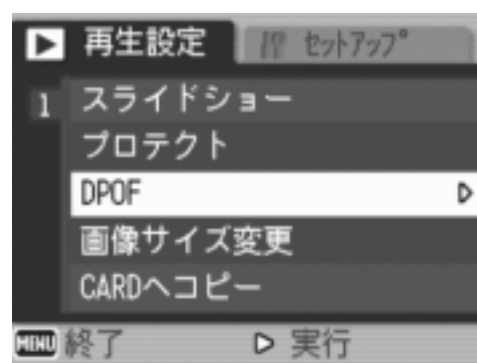 再生設定 セットアップ
1 スライドショー
プロテクト
DPOF
画像サイズ変更
CARDへコピー
MENU 終了 実行